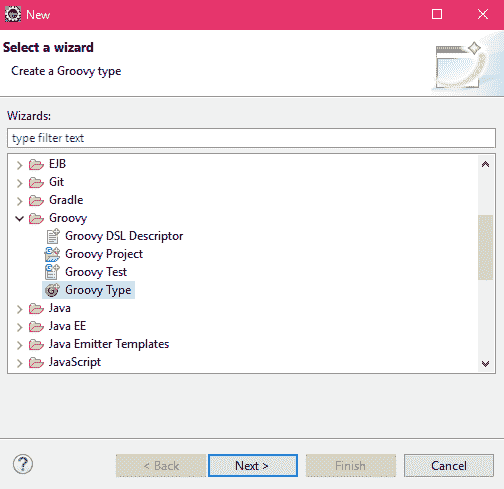 New
Select a wizard
Create a Groovy type
Wizards:
type filter text
EJB
Git
Gradle
Groovy
Groovy DSL Descriptor
Groovy Project
Groovy Test
Groovy Type
Java
Java EE
Java Emitter Templates
JavaScript
?
< Back
Next >
Finish
Cancel